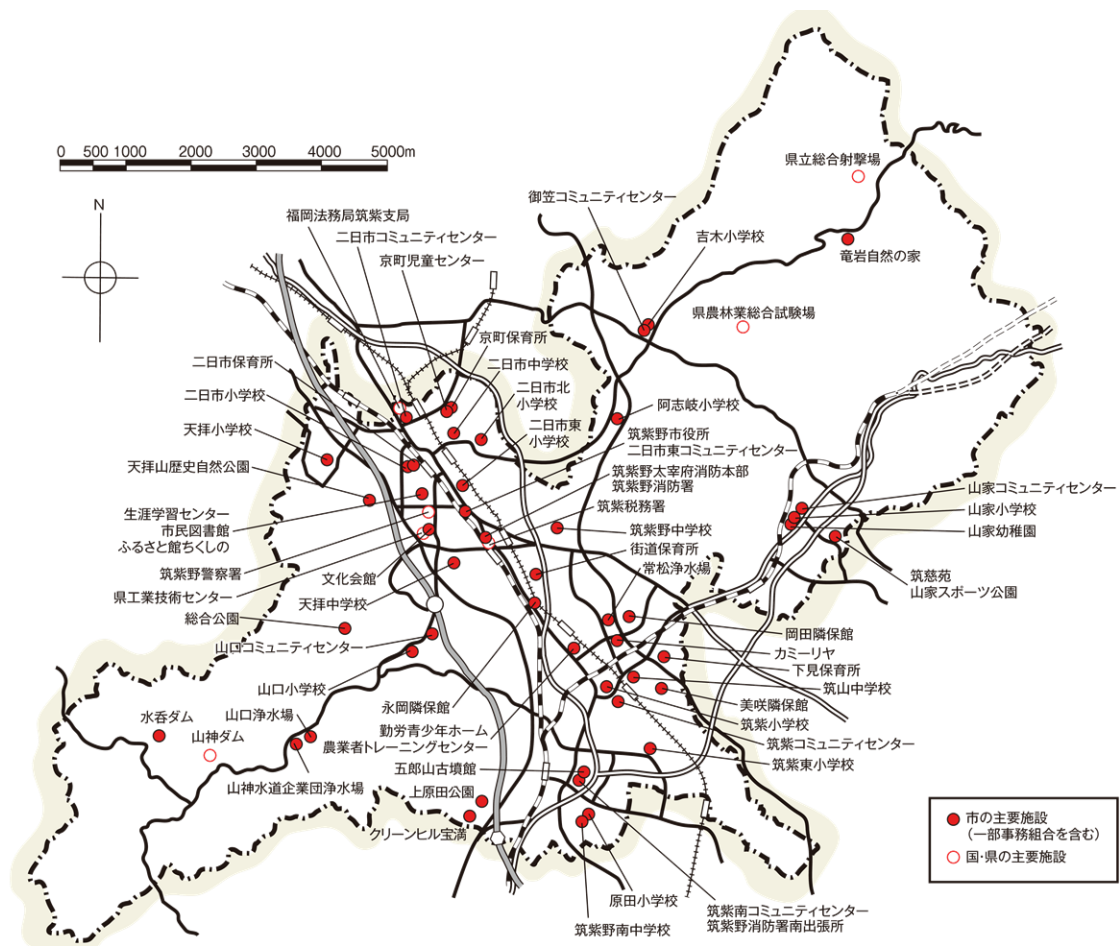 0 500 1000 2000 3000 4000 5000m
N
県立総合射撃場
御笠コミュニティセンター
福岡法務局筑紫支局
二日市コミュニティセンター
京町児童センター
吉木小学校
竜岩自然の家
県農林業総合試験場
京町保育所
二日市保育所
二日市中学校
二日市小学校
二日市北
小学校
天拝小学校
二日市東
小学校
阿志岐小学校
筑紫野市役所
二日市東コミュニティセンター
天拝山歴史自然公園
筑紫野太宰府消防本部
筑紫野消防署
筑紫税務署
生涯学習センター
市民図書館
ふるさと館ちくしの
山家コミュニティセンター
山家小学校
山家幼稚園
筑紫野中学校
街道保育所
常松浄水場
筑紫野警察署
文化会館
筑慈苑
山家スポーツ公園
県工業技術センター
天拝中学校
総合公園
岡田隣保館
カミーリヤ
下見保育所
山口コミュニティセンター
筑山中学校
山口小学校
永岡隣保館
美咲隣保館
筑紫小学校
水呑ダム
山神ダム
山口浄水場
勤労青少年ホーム
農業者トレーニングセンター
筑紫コミュニティセンター
筑紫東小学校
五郎山古墳館
山神水道企業団浄水場
上原田公園
クリーンヒル宝満
原田小学校
筑紫南コミュニティセンター
筑紫野消防署南出張所
筑紫野南中学校
市の主要施設
(一部事務組合を含む)
国・県の主要施設